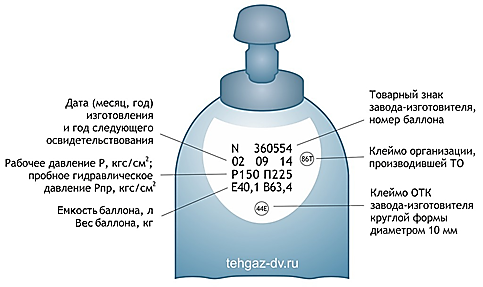 Дата (месяц, год)
изготовления
и год следующего
освидетельствования
Рабочее давление Р, кгс/см²;
пробное гидравлическое
давление Рпр, кгс/см²
Емкость баллона, л
Вес баллона, кг
N 360554
02 09 14
Р150 П225
Е40,1 В63,4
86Т
44Е
Товарный знак
завода-изготовителя,
номер баллона
Клеймо организации,
производившей ТО
Клеймо ОТК
завода-изготовителя
круглой формы
диаметром 10 мм
tehgaz-dv.ru